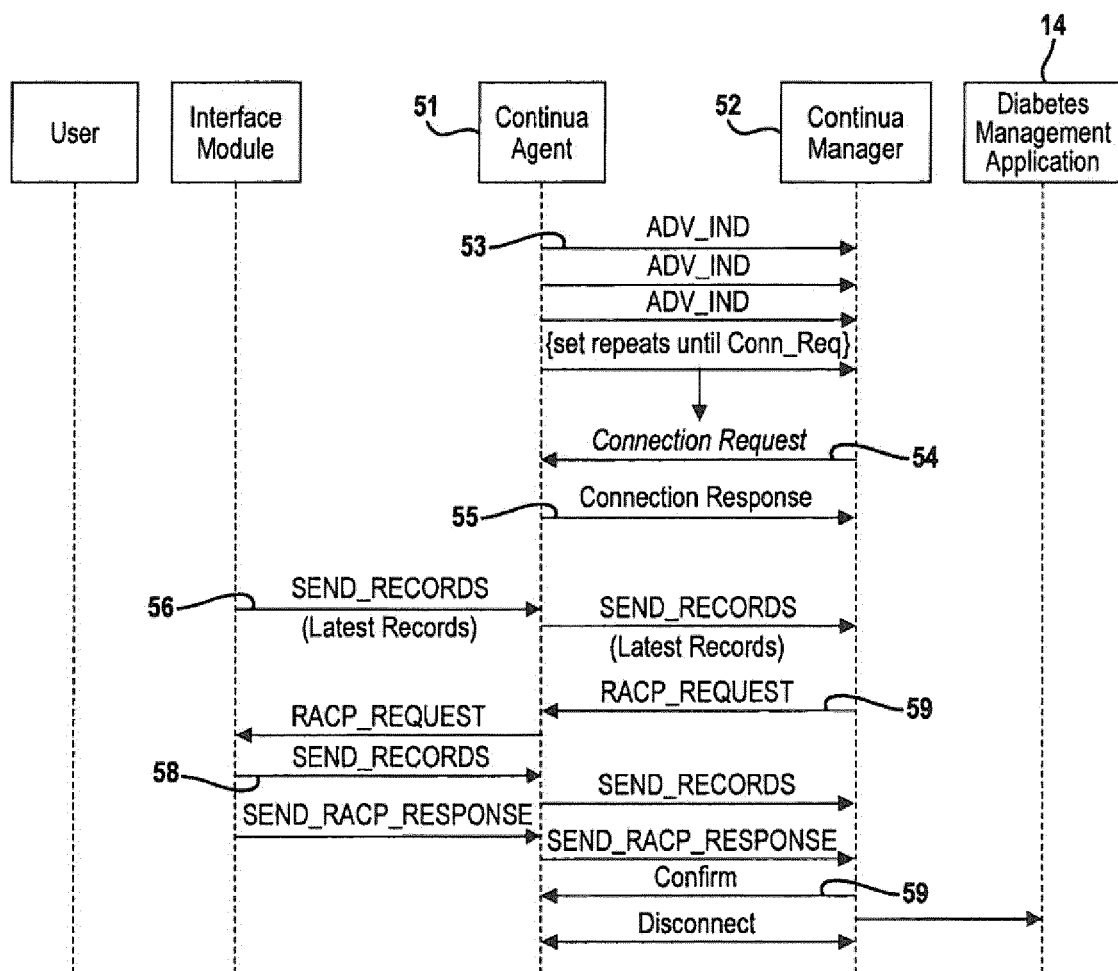 14
User
Interface
Module
51
Continua
Agent
52
Continua
Manager
Diabetes
Management
Application
53
ADV_IND
ADV_IND
ADV_IND
{set repeats until Conn_Req}
Connection Request
54
55
Connection Response
56
SEND_RECORDS
(Latest Records)
SEND_RECORDS
(Latest Records)
RACP_REQUEST
59
RACP_REQUEST
58
SEND_RECORDS
SEND_RECORDS
SEND_RACP_RESPONSE
SEND_RACP_RESPONSE
Confirm
59
Disconnect